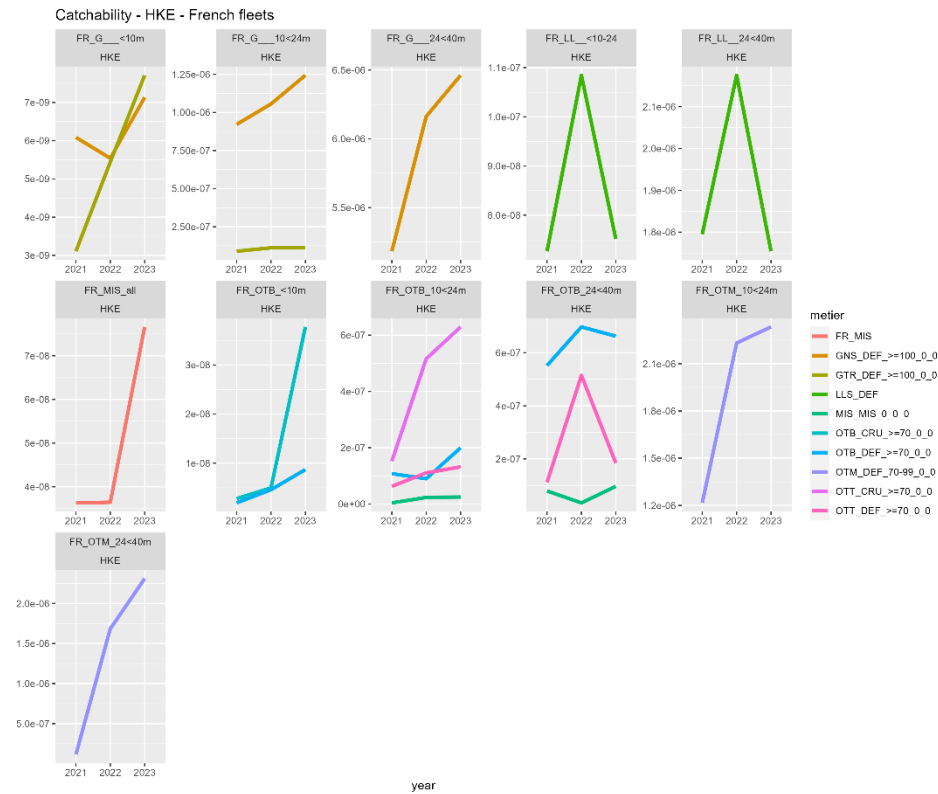 Catchability - HKE - French fleets
FR_G___<10m
HKE
7e-09
6e-09
5e-09
4e-09
3e-09
2021 2022 2023
FR_G___10<24m
HKE
1.25e-06
1.00e-06
7.50e-07
5.00e-07
2.50e-07
2021 2022 2023
FR_G___24<40m
HKE
6.5e-06
6.0e-06
5.5e-06
2021 2022 2023
FR_LL__<10-24
HKE
1.1e-07
1.0e-07
9.0e-08
8.0e-08
2021 2022 2023
FR_LL__24<40m
HKE
2.1e-06
2.0e-06
1.9e-06
1.8e-06
2021 2022 2023
FR_MIS_all
HKE
7e-08
6e-08
5e-08
4e-08
2021 2022 2023
FR_OTB_<10m
HKE
3e-08
2e-08
1e-08
2021 2022 2023
FR_OTB_10<24m
HKE
6e-07
4e-07
2e-07
0e+00
2021 2022 2023
FR_OTB_24<40m
HKE
6e-07
4e-07
2e-07
2021 2022 2023
FR_OTM_10<24m
HKE
2.1e-06
1.8e-06
1.5e-06
1.2e-06
2021 2022 2023
FR_OTM_24<40m
HKE
2.0e-06
1.5e-06
1.0e-06
5.0e-07
2021 2022 2023
year
metier
FR_MIS
GNS_DEF_>=100_0_0
GTR_DEF_>=100_0_0
LLS_DEF
MIS_MIS_0_0_0
OTB_CRU_>=70_0_0
OTB_DEF_>=70_0_0
OTM_DEF_70-99_0_0
OTT_CRU_>=70_0_0
OTT_DEF_>=70_0_0